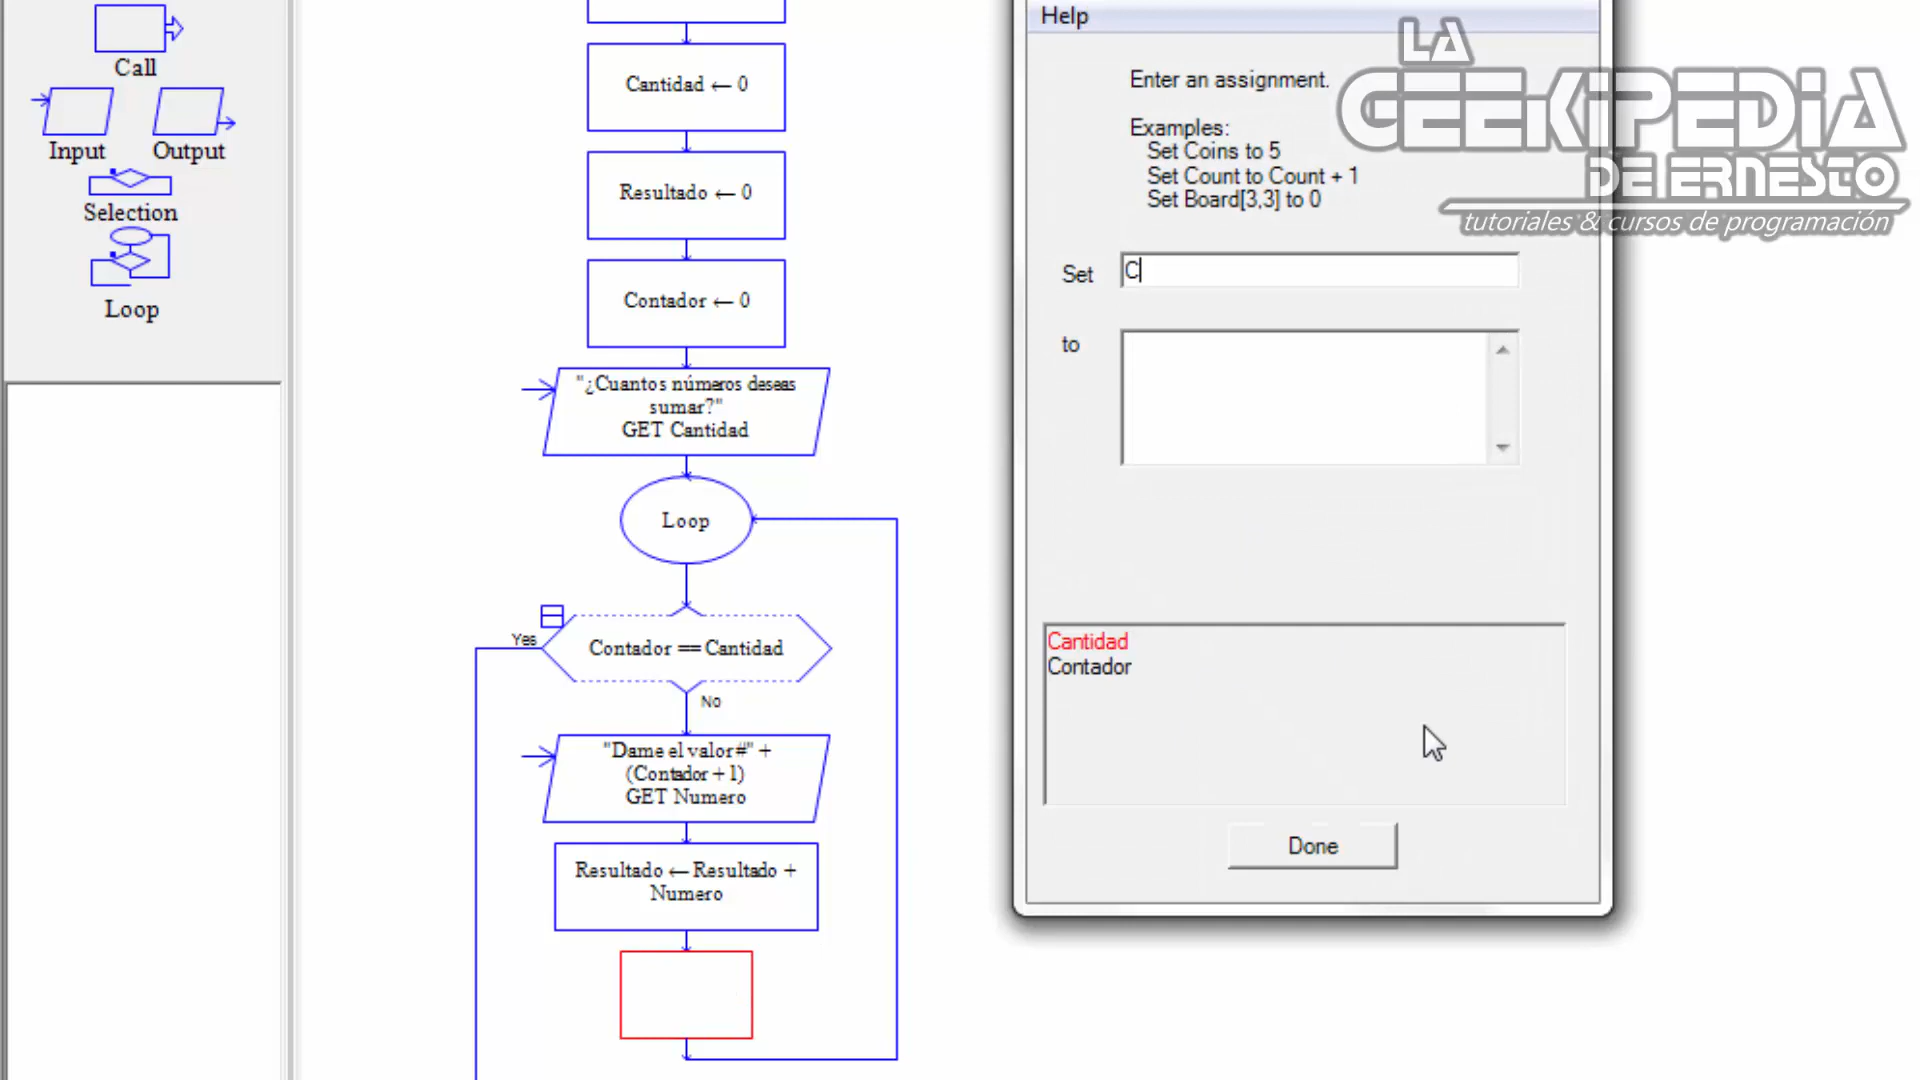 Call
Input
Output
Selection
Loop
Cantidad ← 0
Resultado ← 0
Contador ← 0
"¿Cuantos números deseas
sumar?"
GET Cantidad
Loop
Yes
Contador == Cantidad
No
"Dame el valor #" +
(Contador + 1)
GET Numero
Resultado ← Resultado +
Numero
Help
Enter an assignment.
Examples:
Set Coins to 5
Set Count to Count + 1
Set Board[3,3] to 0
Set
C
to
Cantidad
Contador
Done
LA
GEEKIPEDIA
DE ERNESTO
tutoriales & cursos de programación